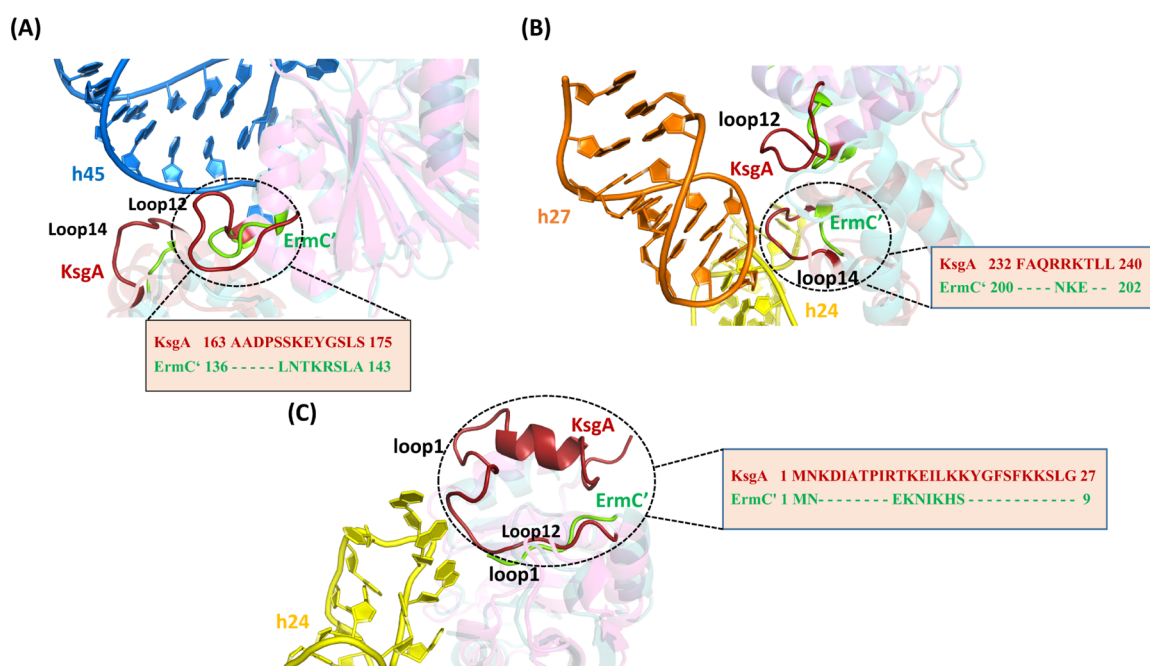 (A)
h45
Loop12
Loop14
ErmC’
KsgA
KsgA 163 AADPSSKEYGSLS 175
ErmC‘ 136 - - - - - LNTKRSLA 143
(B)
loop12
KsgA
h27
ErmC’
loop14
h24
KsgA 232 FAQRRKTLL 240
ErmC‘ 200 - - - - NKE - - 202
(C)
KsgA
loop1
ErmC’
Loop12
loop1
h24
KsgA 1 MNKDIATPIRTKEILKKYGFSFKKSLG 27
ErmC' 1 MN- - - - - - - - EKNIKHS - - - - - - - - - - - - 9